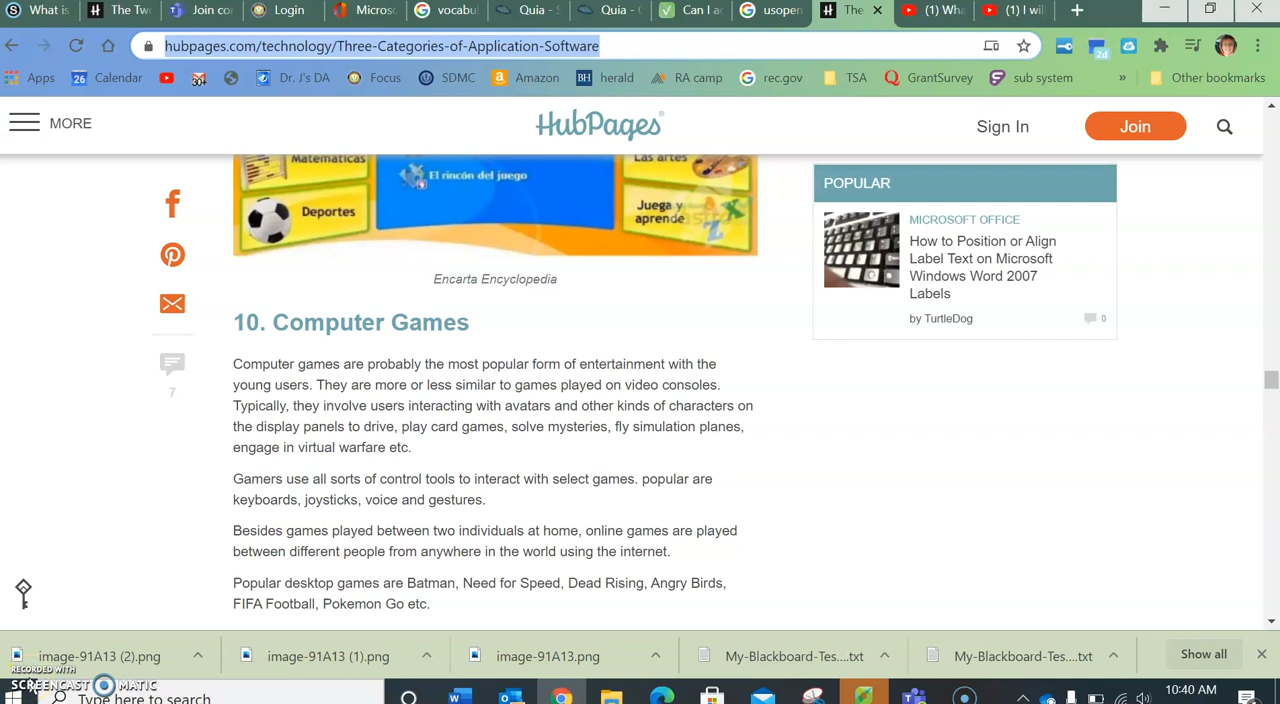 What is
The Two
Join cor
Login
Microsc
vocabul
Quia - S
Quia - C
Can I ac
usopen
The
(1) Wha
(1) I will
hubpages.com/technology/Three-Categories-of-Application-Software
Apps
26 Calendar
30+
Dr. J's DA
Focus
SDMC
Amazon
BH herald
RA camp
rec.gov
TSA
GrantSurvey
sub system
»
Other bookmarks
2d
MORE
HubPages
Sign In
Join
Matemáticas
El rincón del juego
Las artes
Deportes
Juega y
aprende
Encarta Encyclopedia
10. Computer Games
Computer games are probably the most popular form of entertainment with the
young users. They are more or less similar to games played on video consoles.
Typically, they involve users interacting with avatars and other kinds of characters on
the display panels to drive, play card games, solve mysteries, fly simulation planes,
engage in virtual warfare etc.
Gamers use all sorts of control tools to interact with select games. popular are
keyboards, joysticks, voice and gestures.
Besides games played between two individuals at home, online games are played
between different people from anywhere in the world using the internet.
Popular desktop games are Batman, Need for Speed, Dead Rising, Angry Birds,
FIFA Football, Pokemon Go etc.
7
POPULAR
MICROSOFT OFFICE
How to Position or Align
Label Text on Microsoft
Windows Word 2007
Labels
by TurtleDog
0
image-91A13 (2).png
image-91A13 (1).png
image-91A13.png
My-Blackboard-Tes....txt
My-Blackboard-Tes....txt
Show all
RECORDED WITH
SCREENCAST MATIC
Type here to search
10:40 AM